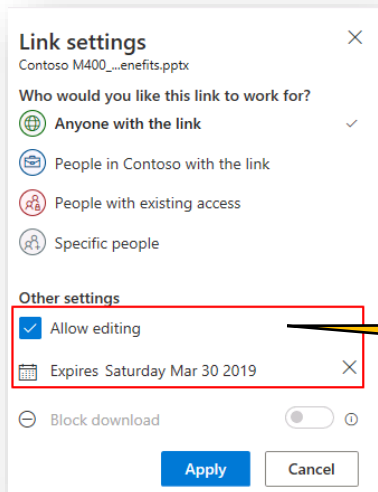 Link settings
Contoso M400_...enefits.pptx
Who would you like this link to work for?
Anyone with the link
People in Contoso with the link
People with existing access
Specific people
Other settings
Allow editing
Expires Saturday Mar 30 2019
Block download
Apply Cancel